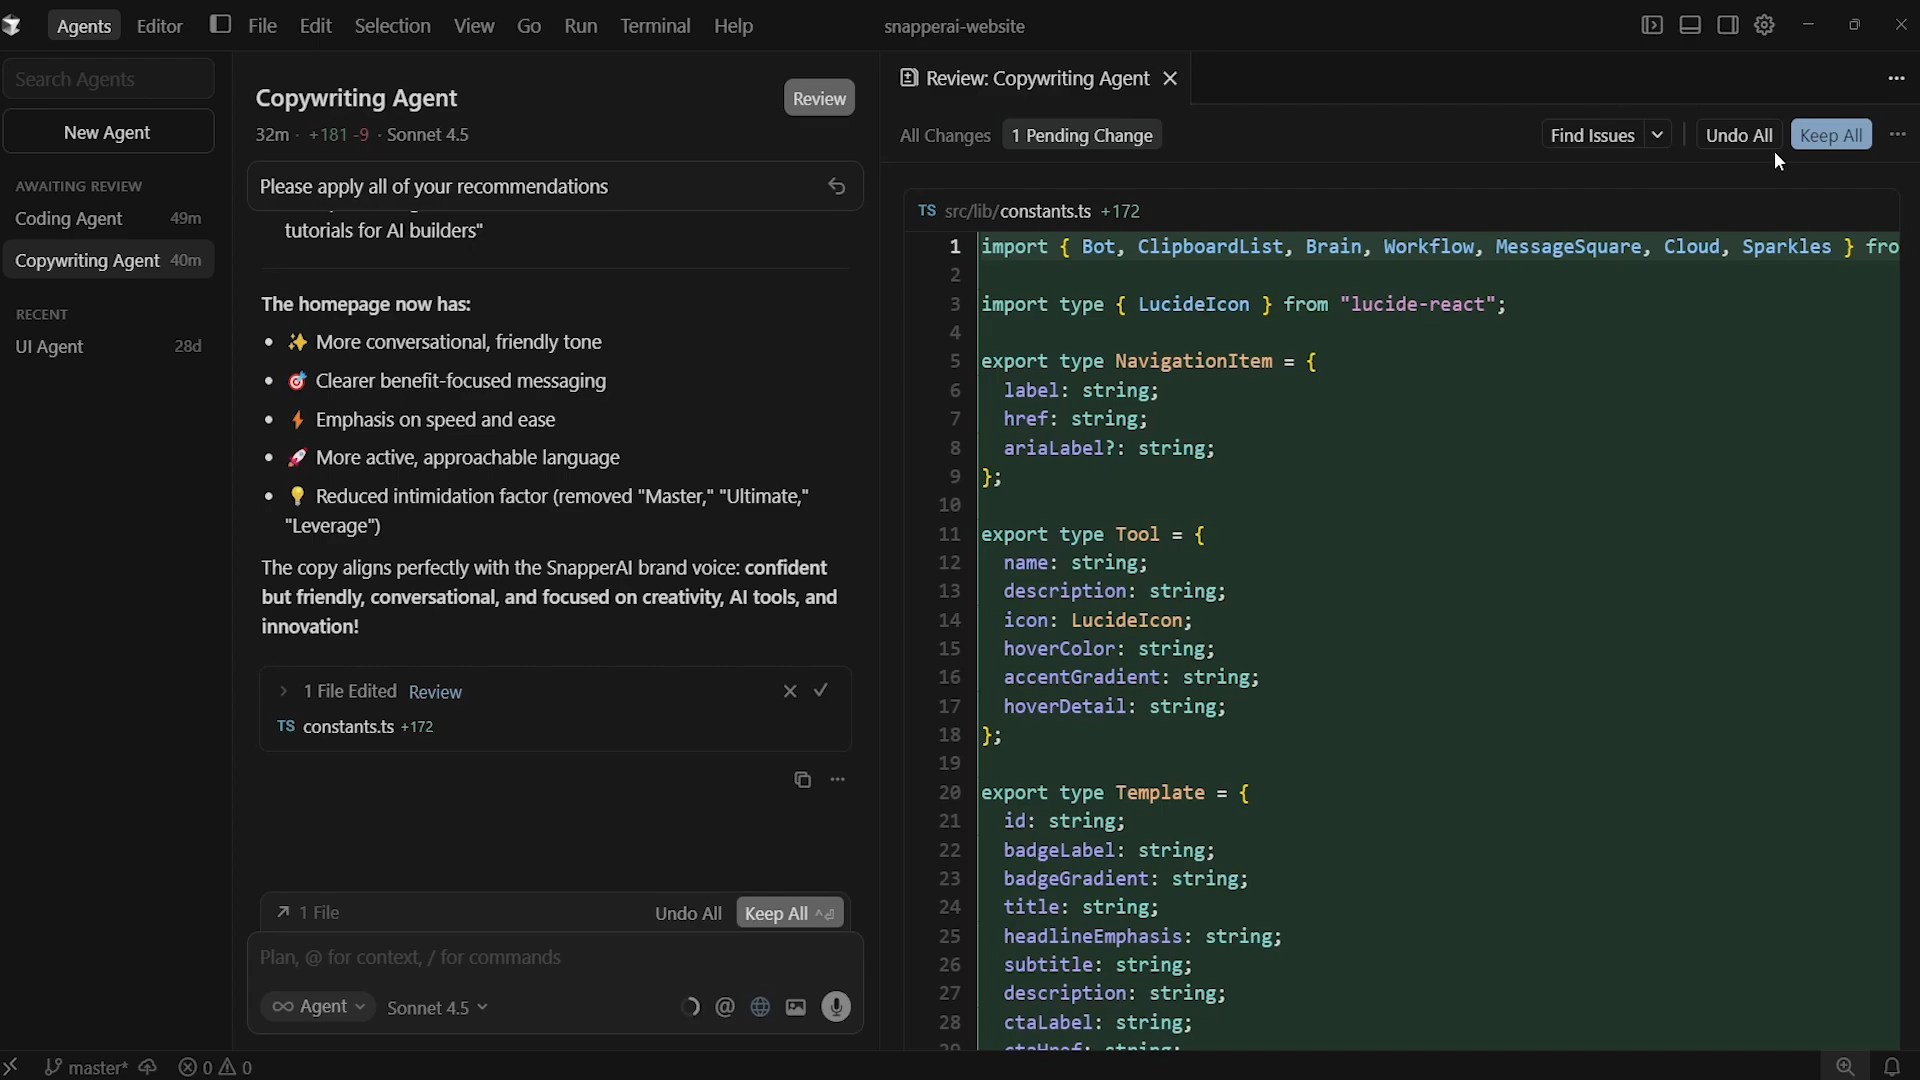 Agents Editor File Edit Selection View Go Run Terminal Help snapperai-website
Search Agents
New Agent
AWAITING REVIEW
Coding Agent 49m
Copywriting Agent 40m
RECENT
UI Agent 28d
Copywriting Agent
Review
32m · +181 -9 · Sonnet 4.5
Please apply all of your recommendations
tutorials for AI builders"
The homepage now has:
• ✨ More conversational, friendly tone
• 🎯 Clearer benefit-focused messaging
• ⚡ Emphasis on speed and ease
• 🚀 More active, approachable language
• 💡 Reduced intimidation factor (removed "Master," "Ultimate,"
"Leverage")
The copy aligns perfectly with the SnapperAI brand voice: confident
but friendly, conversational, and focused on creativity, AI tools, and
innovation!
1 File Edited Review
TS constants.ts +172
1 File Undo All Keep All
Plan, @ for context, / for commands
Agent Sonnet 4.5
Review: Copywriting Agent
All Changes 1 Pending Change Find Issues Undo All Keep All
TS src/lib/constants.ts +172
1 import { Bot, ClipboardList, Brain, Workflow, MessageSquare, Cloud, Sparkles } fro
2
3 import type { LucideIcon } from "lucide-react";
4
5 export type NavigationItem = {
6 label: string;
7 href: string;
8 ariaLabel?: string;
9 };
10
11 export type Tool = {
12 name: string;
13 description: string;
14 icon: LucideIcon;
15 hoverColor: string;
16 accentGradient: string;
17 hoverDetail: string;
18 };
19
20 export type Template = {
21 id: string;
22 badgeLabel: string;
23 badgeGradient: string;
24 title: string;
25 headlineEmphasis: string;
26 subtitle: string;
27 description: string;
28 ctaLabel: string;
29 ctaHref: string;
master* 0 0